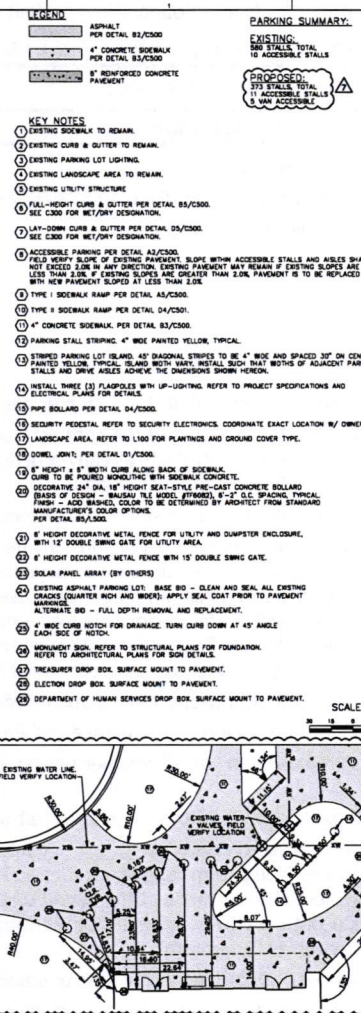 1
LEGEND
ASPHALT
PER DETAIL B2/C500
4" CONCRETE SIDEWALK
PER DETAIL B3/C500
6" REINFORCED CONCRETE
PAVEMENT
PARKING SUMMARY:
EXISTING:
580 STALLS, TOTAL
10 ACCESSIBLE STALLS
PROPOSED:
373 STALLS, TOTAL
11 ACCESSIBLE STALLS
5 VAN ACCESSIBLE
7
KEY NOTES
1 EXISTING SIDEWALK TO REMAIN.
2 EXISTING CURB & GUTTER TO REMAIN.
3 EXISTING PARKING LOT LIGHTING.
4 EXISTING LANDSCAPE AREA TO REMAIN.
5 EXISTING UTILITY STRUCTURE
6 FULL-HEIGHT CURB & GUTTER PER DETAIL B5/C500.
SEE C300 FOR WET/DRY DESIGNATION.
7 LAY-DOWN CURB & GUTTER PER DETAIL D5/C500.
SEE C300 FOR WET/DRY DESIGNATION.
8 ACCESSIBLE PARKING PER DETAIL A2/C500.
FIELD VERIFY SLOPE OF EXISTING PAVEMENT. SLOPE WITHIN ACCESSIBLE STALLS AND AISLES SHA
NOT EXCEED 2.0% IN ANY DIRECTION. EXISTING PAVEMENT MAY REMAIN IF EXISTING SLOPES ARE
LESS THAN 2.0%. IF EXISTING SLOPES ARE GREATER THAN 2.0%, PAVEMENT IS TO BE REPLACED
WITH NEW PAVEMENT SLOPED AT LESS THAN 2.0%
9 TYPE I SIDEWALK RAMP PER DETAIL A5/C500.
10 TYPE II SIDEWALK RAMP PER DETAIL D4/C501.
11 4" CONCRETE SIDEWALK, PER DETAIL B3/C500.
12 PARKING STALL STRIPING. 4" WIDE PAINTED YELLOW, TYPICAL.
13 STRIPED PARKING LOT ISLAND. 45° DIAGONAL STRIPES TO BE 4" WIDE AND SPACED 30" ON CEN
PAINTED YELLOW, TYPICAL. ISLAND WIDTH VARY. INSTALL SUCH THAT WIDTHS OF ADJACENT PAR
STALLS AND DRIVE AISLES ACHIEVE THE DIMENSIONS SHOWN HEREON.
14 INSTALL THREE (3) FLAGPOLES WITH UP-LIGHTING. REFER TO PROJECT SPECIFICATIONS AND
ELECTRICAL PLANS FOR DETAILS.
15 PIPE BOLLARD PER DETAIL D4/C500.
16 SECURITY PEDESTAL REFER TO SECURITY ELECTRONICS. COORDINATE EXACT LOCATION W/ OWNE
17 LANDSCAPE AREA. REFER TO L100 FOR PLANTINGS AND GROUND COVER TYPE.
18 DOWEL JOINT; PER DETAIL D1/C500.
19 6" HEIGHT x 6" WIDTH CURB ALONG BACK OF SIDEWALK.
CURB TO BE POURED MONOLITHIC WITH SIDEWALK CONCRETE.
20 DECORATIVE 24" DIA, 18" HEIGHT SEAT-STYLE PRE-CAST CONCRETE BOLLARD
(BASIS OF DESIGN - WAUSAU TILE MODEL #TF6082), 6'-2" O.C. SPACING, TYPICAL.
FINISH - ACID WASHED, COLOR TO BE DETERMINED BY ARCHITECT FROM STANDARD
MANUFACTURER'S COLOR OPTIONS.
PER DETAIL B5/L500.
21 6' HEIGHT DECORATIVE METAL FENCE FOR UTILITY AND DUMPSTER ENCLOSURE,
WITH 12' DOUBLE SWING GATE FOR UTILITY AREA.
22 6' HEIGHT DECORATIVE METAL FENCE WITH 15' DOUBLE SWING GATE.
23 SOLAR PANEL ARRAY (BY OTHERS)
24 EXISTING ASPHALT PARKING LOT: BASE BID - CLEAN AND SEAL ALL EXISTING
CRACKS (QUARTER INCH AND WIDER); APPLY SEAL COAT PRIOR TO PAVEMENT
MARKINGS.
ALTERNATE BID - FULL DEPTH REMOVAL AND REPLACEMENT.
25 4' WIDE CURB NOTCH FOR DRAINAGE. TURN CURB DOWN AT 45° ANGLE
EACH SIDE OF NOTCH.
26 MONUMENT SIGN. REFER TO STRUCTURAL PLANS FOR FOUNDATION.
REFER TO ARCHITECTURAL PLANS FOR SIGN DETAILS.
27 TREASURER DROP BOX. SURFACE MOUNT TO PAVEMENT.
28 ELECTION DROP BOX. SURFACE MOUNT TO PAVEMENT.
29 DEPARTMENT OF HUMAN SERVICES DROP BOX. SURFACE MOUNT TO PAVEMENT.
SCALE
30 15 0
EXISTING WATER LINE.
FIELD VERIFY LOCATION
EXISTING WATER
VALVES, FIELD
VERIFY LOCATION
R30.00'
R10.00'
11.15'
XW
R40.00'
R5.00'
8.07'
22.64'
15.00'